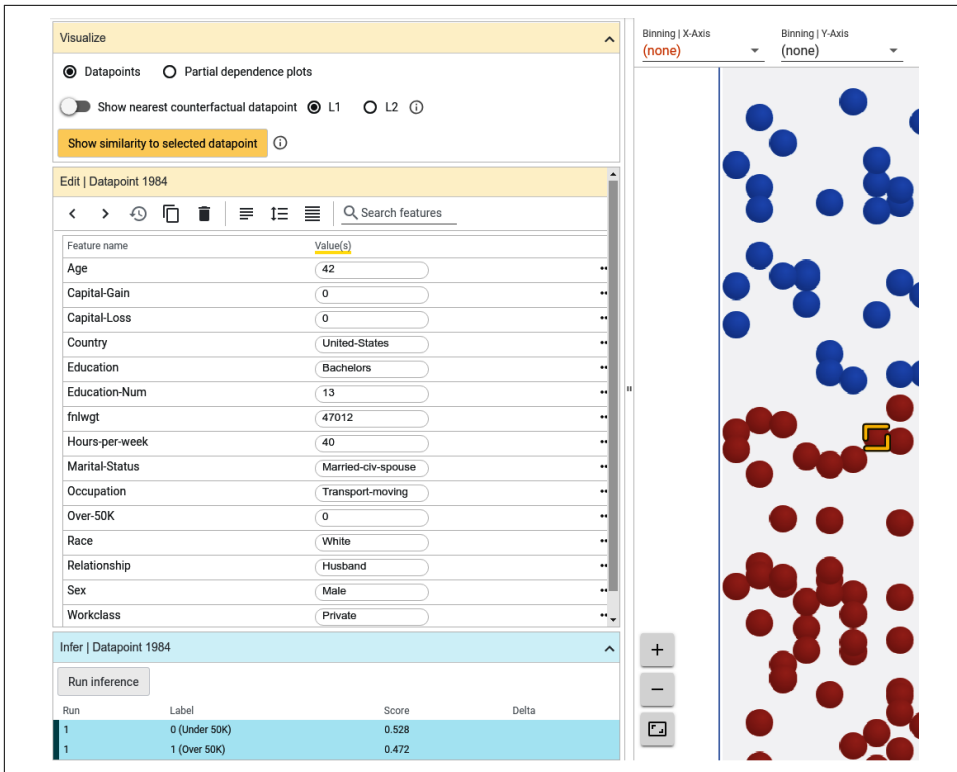 Visualize
Datapoints Partial dependence plots
Show nearest counterfactual datapoint L1 L2
Show similarity to selected datapoint
Edit | Datapoint 1984
Search features
Feature name Value(s)
Age 42
Capital-Gain 0
Capital-Loss 0
Country United-States
Education Bachelors
Education-Num 13
fnlwgt 47012
Hours-per-week 40
Marital-Status Married-civ-spouse
Occupation Transport-moving
Over-50K 0
Race White
Relationship Husband
Sex Male
Workclass Private
Infer | Datapoint 1984
Run inference
Run Label Score Delta
1 0 (Under 50K) 0.528
1 1 (Over 50K) 0.472
Binning | X-Axis Binning | Y-Axis
(none) (none)